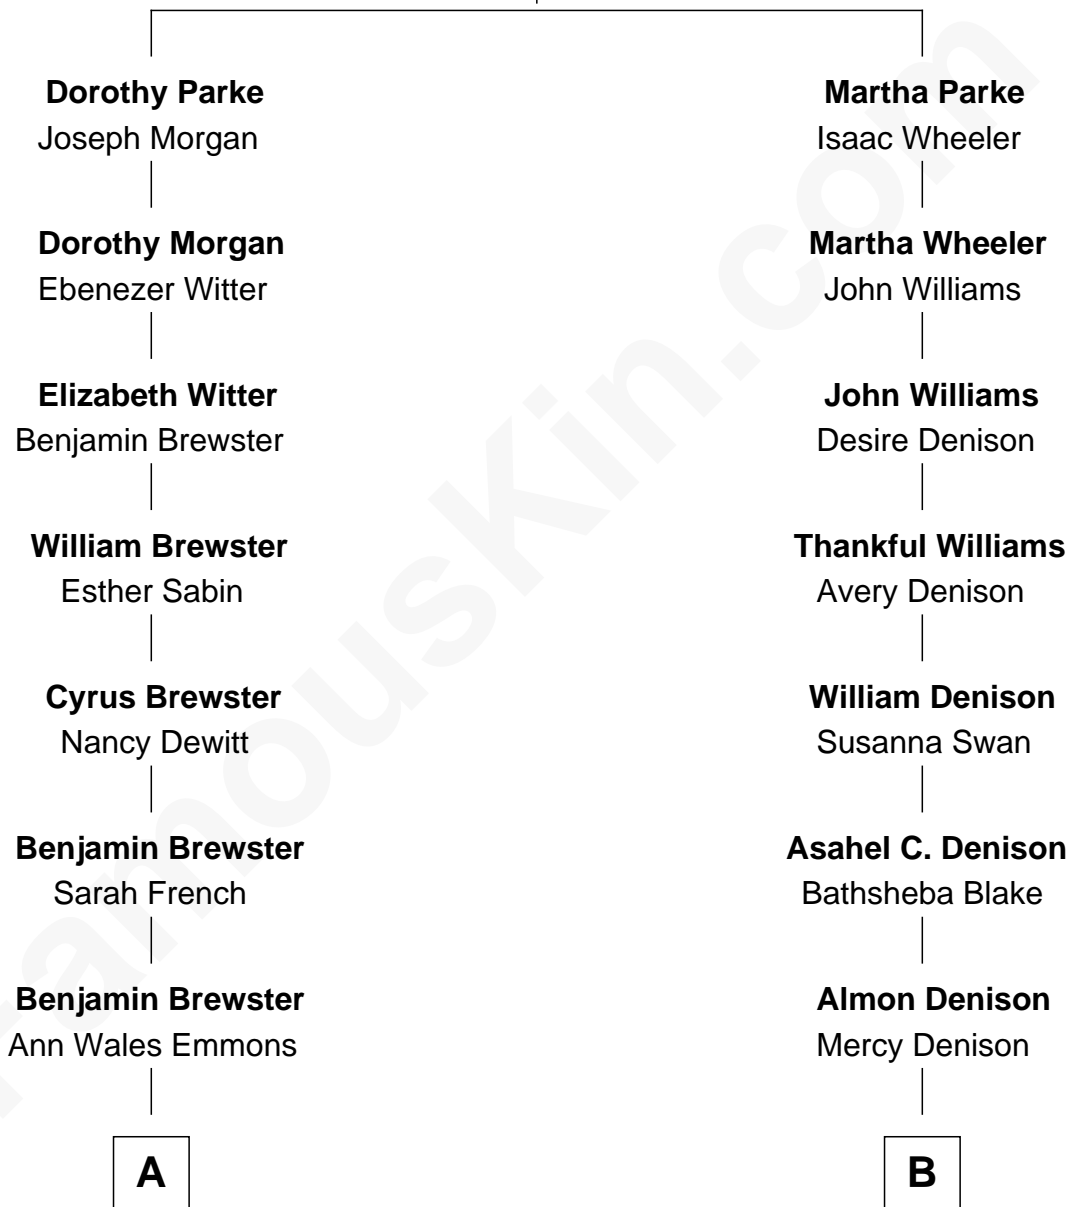 Dorothy Parke
Joseph Morgan
Dorothy Morgan
Ebenezer Witter
Elizabeth Witter
Benjamin Brewster
William Brewster
Esther Sabin
Cyrus Brewster
Nancy Dewitt
Benjamin Brewster
Sarah French
Benjamin Brewster
Ann Wales Emmons
A
Martha Parke
Isaac Wheeler
Martha Wheeler
John Williams
John Williams
Desire Denison
Thankful Williams
Avery Denison
William Denison
Susanna Swan
Asahel C. Denison
Bathsheba Blake
Almon Denison
Mercy Denison
B
FamousKin.com